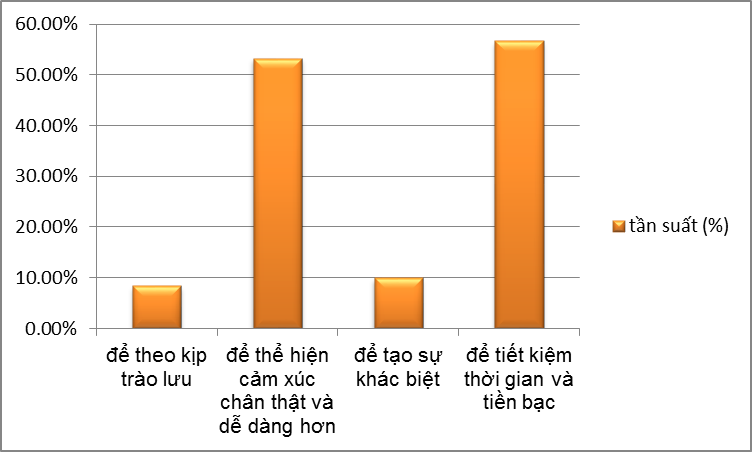 60.00%
50.00%
40.00%
30.00%
20.00%
10.00%
0.00%
để theo kịp
trào lưu
để thể hiện
cảm xúc
chân thật và
dễ dàng hơn
để tạo sự
khác biệt
để tiết kiệm
thời gian và
tiền bạc
tần suất (%)